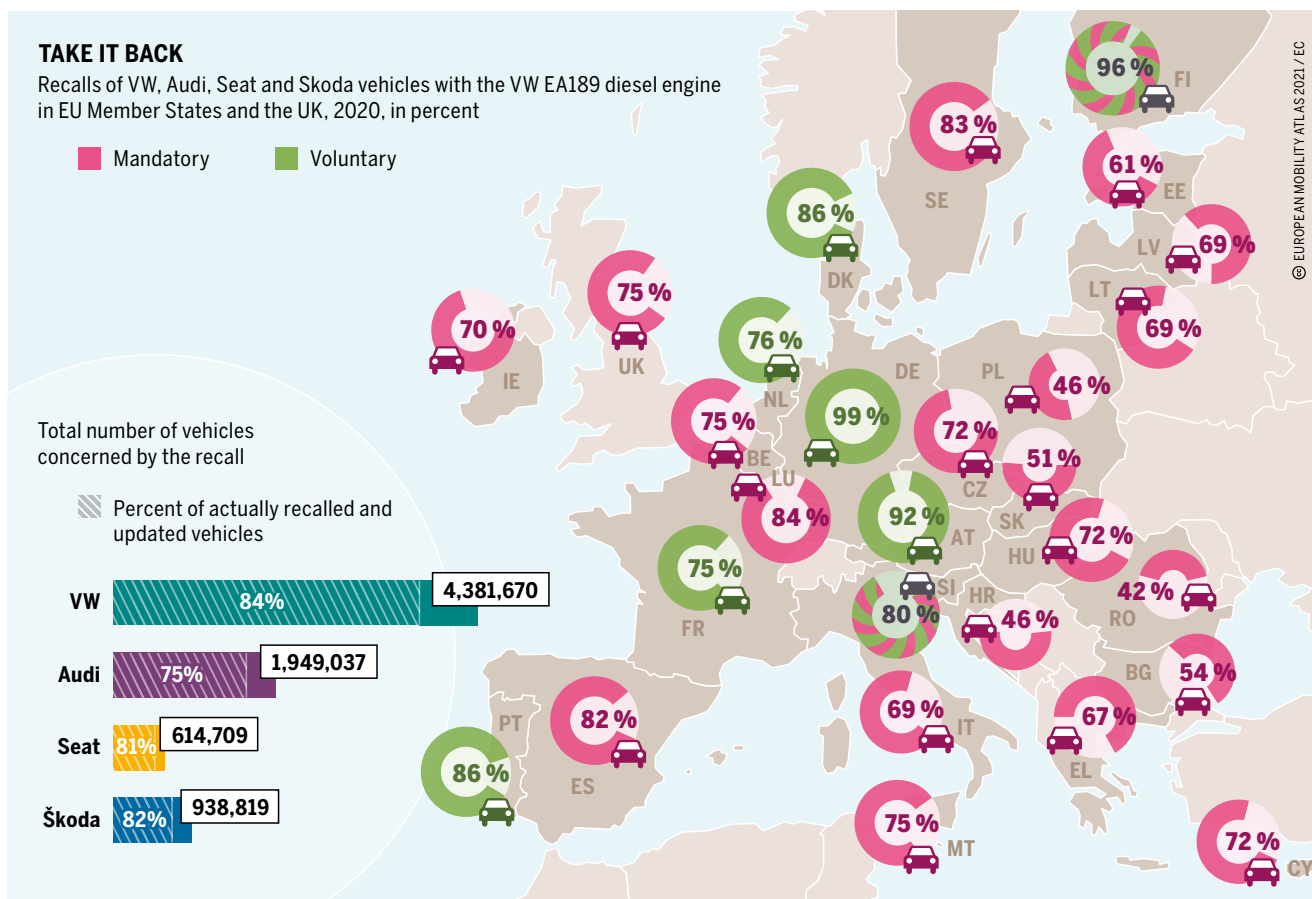 TAKE IT BACK
Recalls of VW, Audi, Seat and Skoda vehicles with the VW EA189 diesel engine
in EU Member States and the UK, 2020, in percent
Mandatory
Voluntary
96 %
FI
83 %
SE
61 %
EE
86 %
DK
69 %
LV
LT
69 %
75 %
UK
70 %
IE
76 %
NL
DE
99 %
PL
46 %
75 %
BE
LU
84 %
72 %
CZ
51 %
SK
92 %
AT
72 %
HU
75 %
FR
SI
80 %
HR
46 %
42 %
RO
54 %
BG
67 %
EL
69 %
IT
82 %
ES
PT
86 %
75 %
MT
72 %
CY
Total number of vehicles
concerned by the recall
Percent of actually recalled and
updated vehicles
VW
84%
4,381,670
Audi
75%
1,949,037
Seat
81%
614,709
Škoda
82%
938,819
cc EUROPEAN MOBILITY ATLAS 2021 / EC